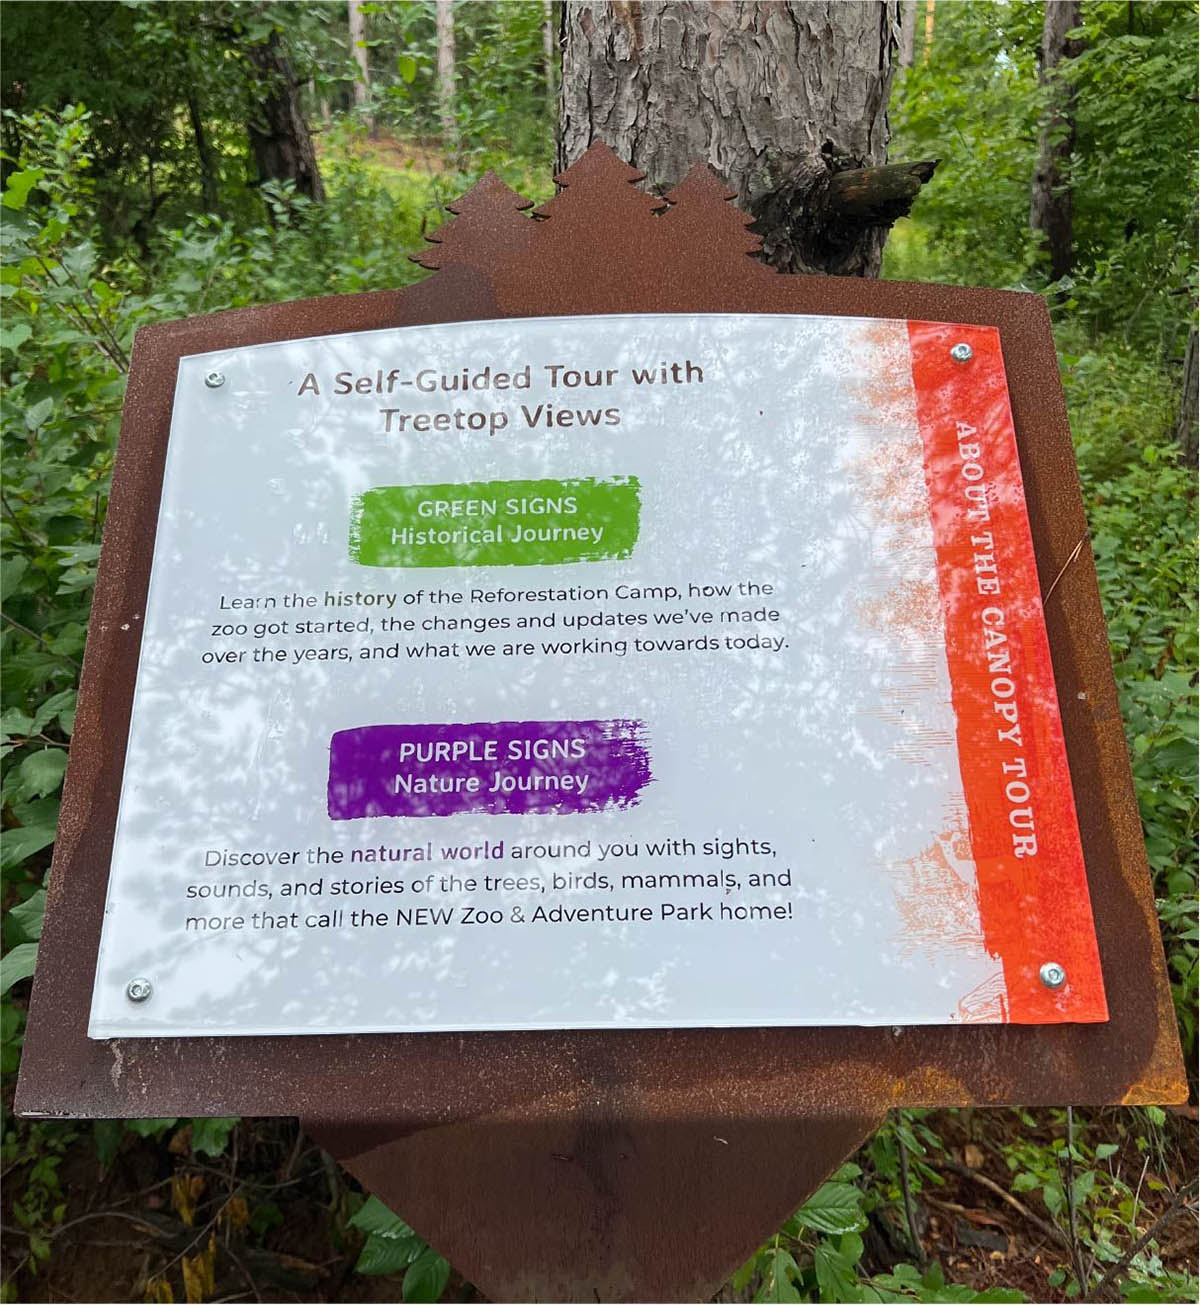 A Self-Guided Tour with
Treetop Views
GREEN SIGNS
Historical Journey
Learn the history of the Reforestation Camp, how the
zoo got started, the changes and updates we've made
over the years, and what we are working towards today.
PURPLE SIGNS
Nature Journey
Discover the natural world around you with sights,
sounds, and stories of the trees, birds, mammals, and
more that call the NEW Zoo & Adventure Park home!
ABOUT THE CANOPY TOUR